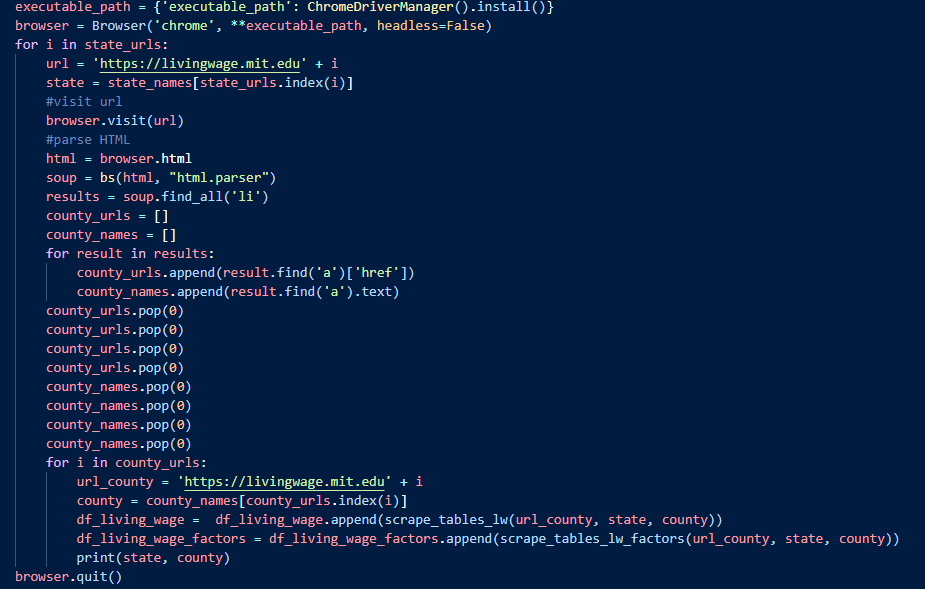 executable_path = {'executable_path': ChromeDriverManager().install()}
browser = Browser('chrome', **executable_path, headless=False)
for i in state_urls:
    url = 'https://livingwage.mit.edu' + i
    state = state_names[state_urls.index(i)]
    #visit url
    browser.visit(url)
    #parse HTML
    html = browser.html
    soup = bs(html, "html.parser")
    results = soup.find_all('li')
    county_urls = []
    county_names = []
    for result in results:
        county_urls.append(result.find('a')['href'])
        county_names.append(result.find('a').text)
    county_urls.pop(0)
    county_urls.pop(0)
    county_urls.pop(0)
    county_urls.pop(0)
    county_names.pop(0)
    county_names.pop(0)
    county_names.pop(0)
    county_names.pop(0)
    for i in county_urls:
        url_county = 'https://livingwage.mit.edu' + i
        county = county_names[county_urls.index(i)]
        df_living_wage =  df_living_wage.append(scrape_tables_lw(url_county, state, county))
        df_living_wage_factors = df_living_wage_factors.append(scrape_tables_lw_factors(url_county, state, county))
        print(state, county)
browser.quit()